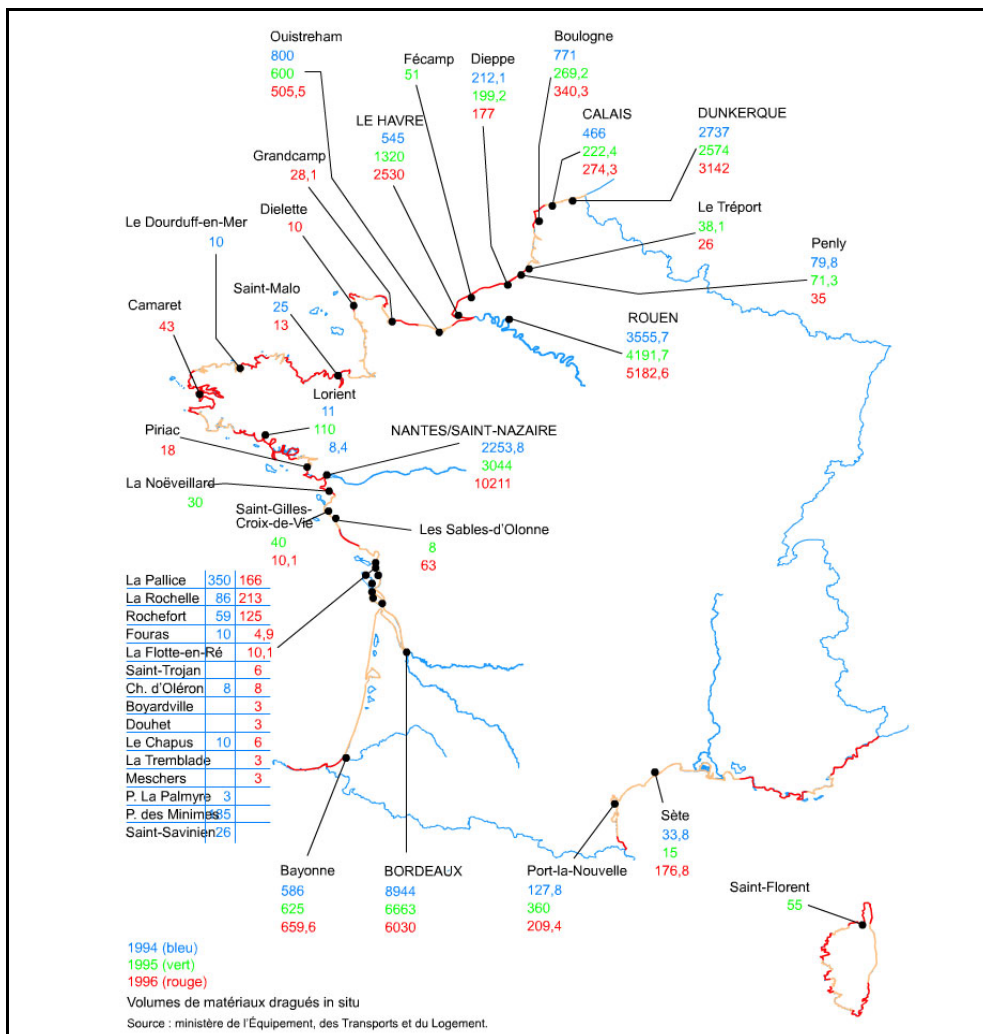 Ouistreham
800
600
505,5
Fécamp
51
Dieppe
212,1
199,2
177
Boulogne
771
269,2
340,3
LE HAVRE
545
1320
2530
CALAIS
466
222,4
274,3
DUNKERQUE
2737
2574
3142
Grandcamp
28,1
Dielette
10
Le Dourduff-en-Mer
10
Le Tréport
38,1
26
Penly
79,8
71,3
35
Saint-Malo
25
13
Camaret
43
ROUEN
3555,7
4191,7
5182,6
Lorient
11
110
8,4
Piriac
18
NANTES/SAINT-NAZAIRE
2253,8
3044
10211
La Noëveillard
30
Saint-Gilles-
Croix-de-Vie
40
10,1
Les Sables-d'Olonne
8
63
La Pallice 350 166
La Rochelle 86 213
Rochefort 59 125
Fouras 10 4,9
La Flotte-en-Ré 10,1
Saint-Trojan 6
Ch. d'Oléron 8 8
Boyardville 3
Douhet 3
Le Chapus 10 6
La Tremblade 3
Meschers 3
P. La Palmyre 3
P. des Minimes 185
Saint-Savinien 26
Bayonne
586
625
659,6
BORDEAUX
8944
6663
6030
Port-la-Nouvelle
127,8
360
209,4
Sète
33,8
15
176,8
Saint-Florent
55
1994 (bleu)
1995 (vert)
1996 (rouge)
Volumes de matériaux dragués in situ
Source : ministère de l'Équipement, des Transports et du Logement.